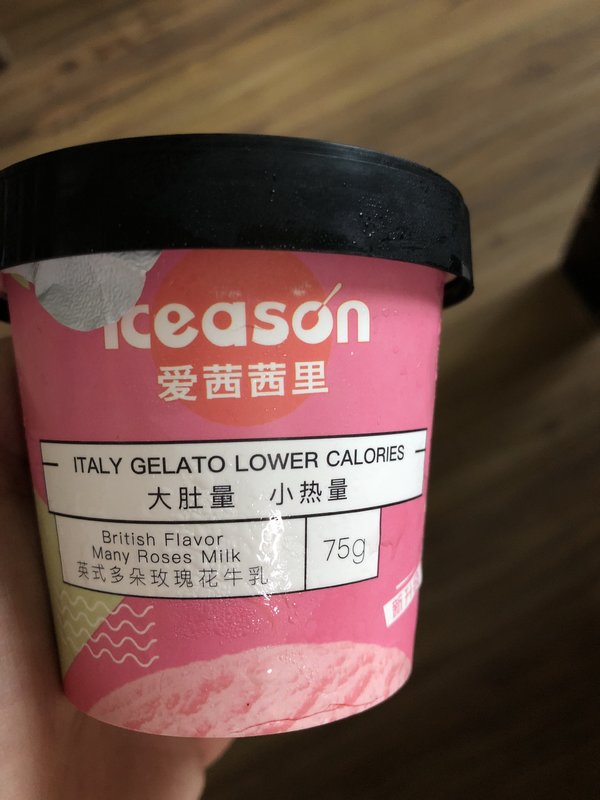 iceason
爱茜茜里
ITALY GELATO LOWER CALORIES
大肚量 小热量
British Flavor
Many Roses Milk
英式多朵玫瑰花牛乳
75g